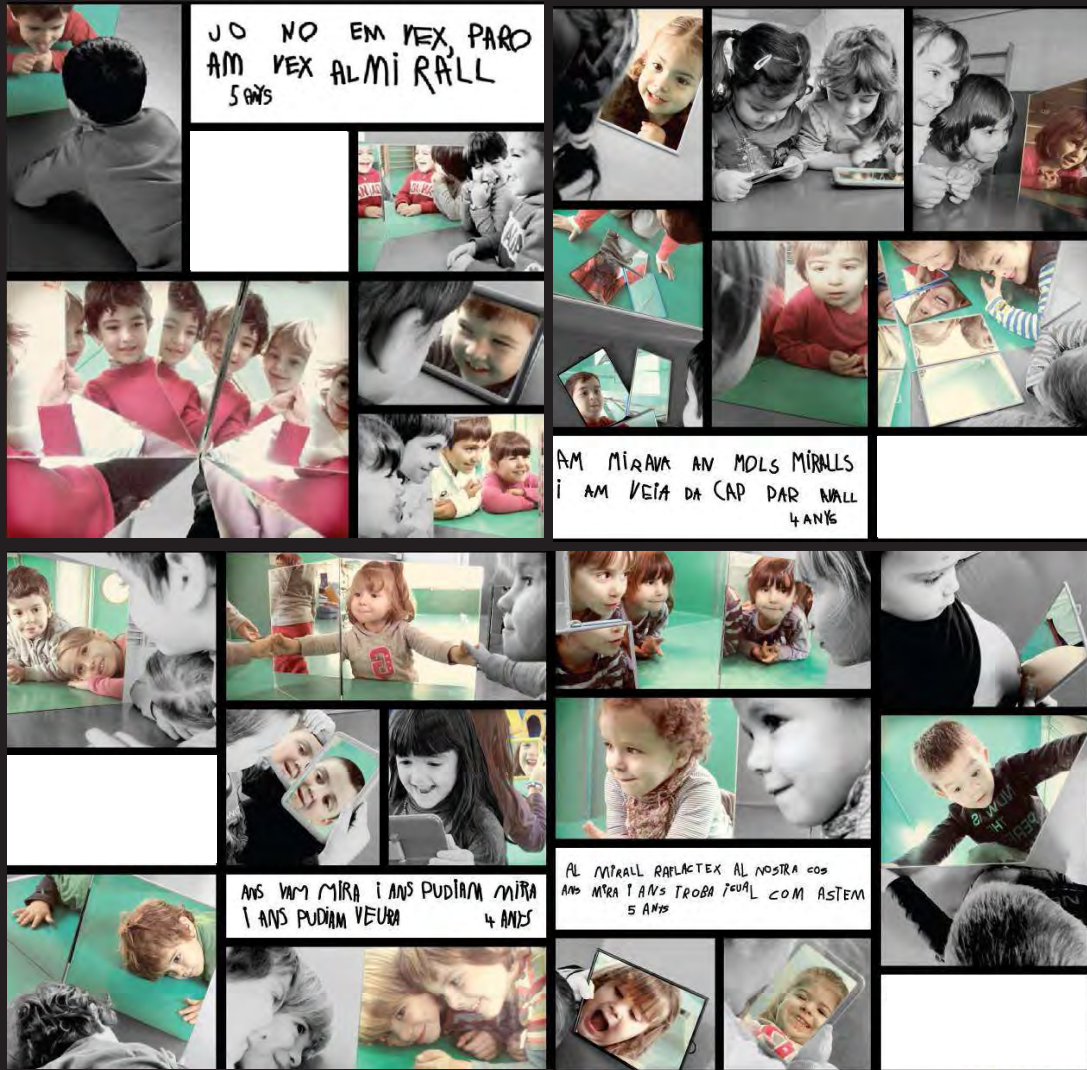 JO NO EM VEX, PARO
AM VEX AL MIRALL
5 ANYS
AM MIRAVA AN MOLS MIRALLS
I AM VEIA DA CAP PAR AVALL
4 ANYS
ANS VAM MIRA I ANS PUDIAM MIRA
I ANS PUDIAM VEURA 4 ANYS
AL MIRALL RAFLACTEX AL NOSTRA COS
ANS MIRA I ANS TROBA IGUAL COM ASTEM
5 ANYS